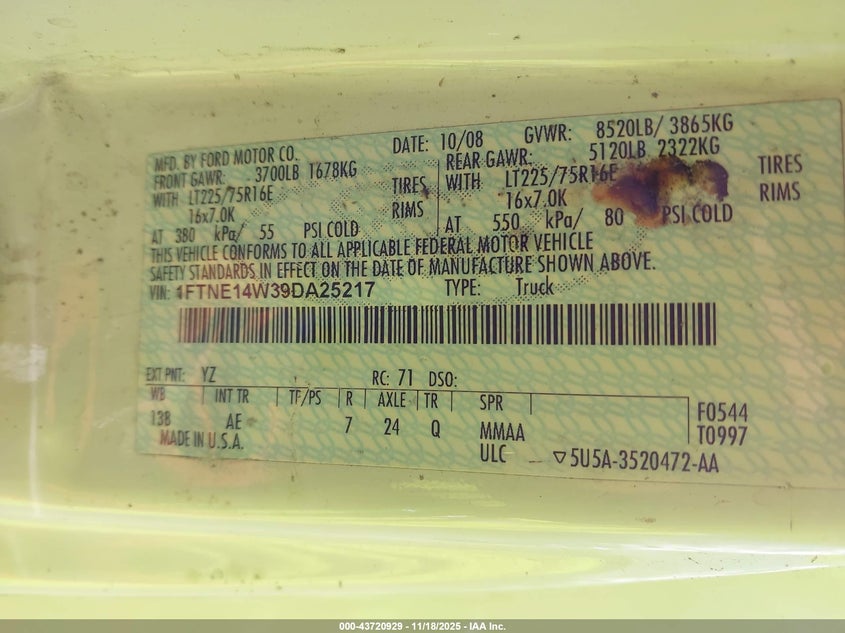 MFD. BY FORD MOTOR CO. DATE: 10/08 GVWR: 8520LB/ 3865KG
FRONT GAWR: 3700LB 1678KG REAR GAWR: 5120LB 2322KG
WITH LT225/75R16E TIRES WITH LT225/75R16E TIRES
16x7.0K RIMS 16x7.0K RIMS
AT 380 kPa/ 55 PSI COLD AT 550 kPa/ 80 PSI COLD
THIS VEHICLE CONFORMS TO ALL APPLICABLE FEDERAL MOTOR VEHICLE
SAFETY STANDARDS IN EFFECT ON THE DATE OF MANUFACTURE SHOWN ABOVE.
VIN: 1FTNE14W39DA25217 TYPE: Truck
EXT PNT: YZ RC: 71 DSO:
WB INT TR TP/PS R AXLE TR SPR
138 AE 7 24 Q MMAA F0544
MADE IN U.S.A. ULC T0997
▽5U5A-3520472-AA
000-43720929 - 11/18/2025 - IAA Inc.